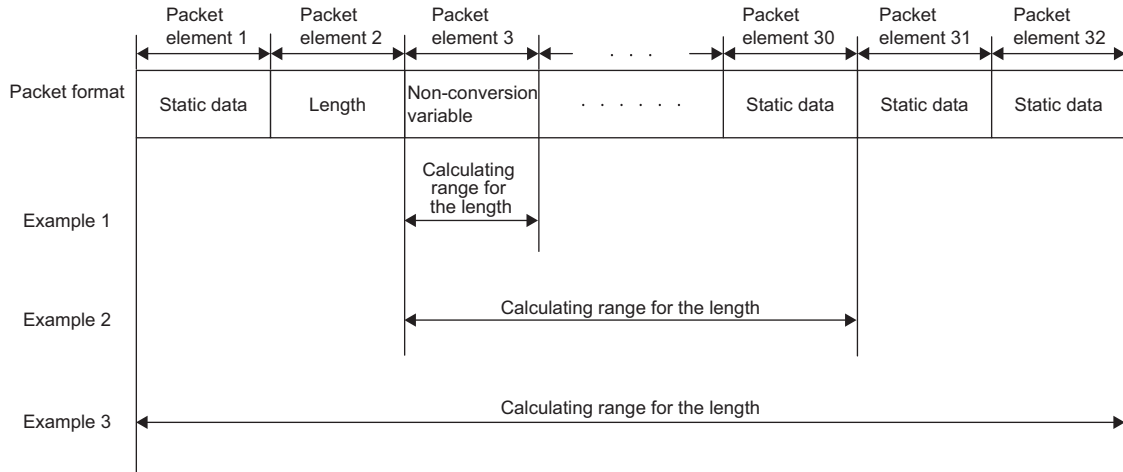 Packet
element 1
Packet
element 2
Packet
element 3
. . .
Packet
element 30
Packet
element 31
Packet
element 32
Packet format
Static data
Length
Non-conversion
variable
. . . . . .
Static data
Static data
Static data
Calculating
range for
the length
Example 1
Calculating range for the length
Example 2
Calculating range for the length
Example 3